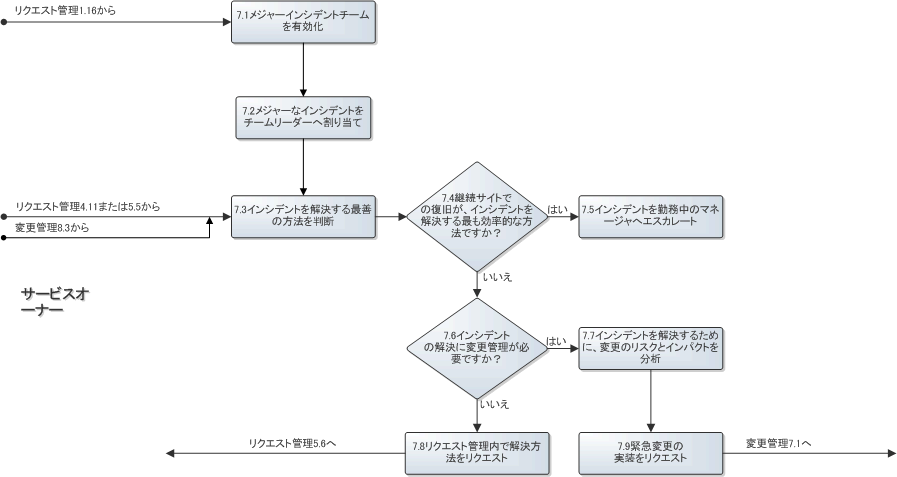 リクエスト管理1.16から
7.1メジャーインシデントチーム
を有効化
7.2メジャーなインシデントを
チームリーダーへ割り当て
リクエスト管理4.11または5.5から
変更管理8.3から
7.3インシデントを解決する最善
の方法を判断
7.4継続サイトで
の復旧が、インシデントを
解決する最も効率的な方
法ですか？
はい
7.5インシデントを勤務中のマネ
ージャへエスカレート
いいえ
サービスオ
ーナー
7.6インシデント
の解決に変更管理が必
要ですか？
はい
7.7インシデントを解決するため
に、変更のリスクとインパクトを
分析
いいえ
リクエスト管理5.6へ
7.8リクエスト管理内で解決方
法をリクエスト
7.9緊急変更の
実装をリクエスト
変更管理7.1へ